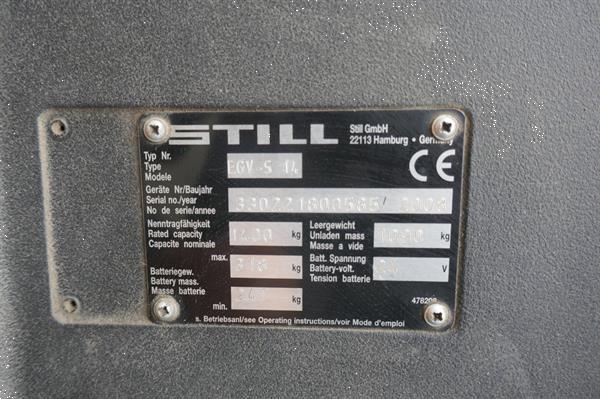 STILL
Still GmbH
22113 Hamburg • Germany
Typ Nr.
Type
Modele
EGV-S 14
CE
Geräte Nr/Baujahr
Serial no./year
No de serie/annee
/ 2008
Nenntragfähigkeit
Rated capacity
Capacite nominale
1400 kg
Leergewicht
Unladen mass
Masse a vide
kg
Batteriegew.
Battery mass.
Masse batterie
max.
kg
min.
kg
Batt. Spannung
Battery-volt.
Tension batterie
V
478208
s. Betriebsanl/see Operating instructions/voir Mode d'emploi